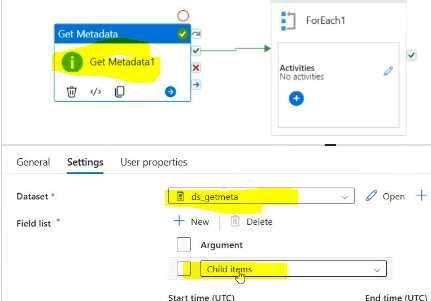 Get Metadata
Get Metadata1
ForEach1
Activities
No activities
General Settings User properties
Dataset * ds_getmeta Open
Field list * New Delete
Argument
Child items
Start time (UTC) End time (UTC)